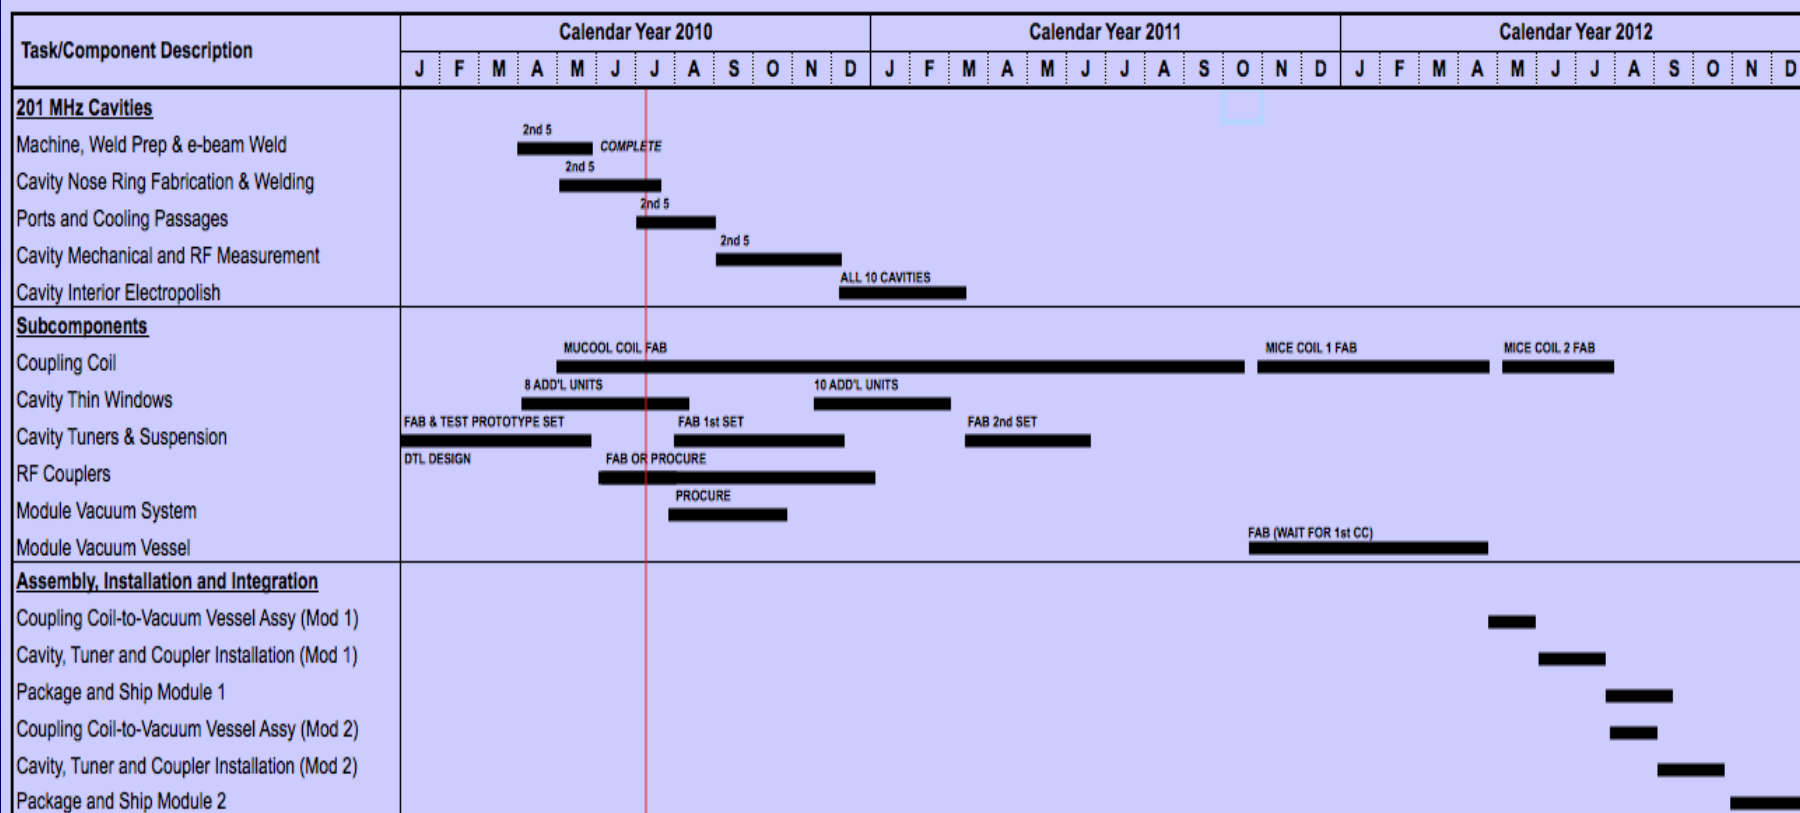 Task/Component Description
Calendar Year 2010 Calendar Year 2011 Calendar Year 2012
J F M A M J J A S O N D J F M A M J J A S O N D J F M A M J J A S O N D
201 MHz Cavities
2nd 5
Machine, Weld Prep & e-beam Weld COMPLETE
2nd 5
Cavity Nose Ring Fabrication & Welding
2nd 5
Ports and Cooling Passages
2nd 5
Cavity Mechanical and RF Measurement
ALL 10 CAVITIES
Cavity Interior Electropolish
Subcomponents
MUCOOL COIL FAB MICE COIL 1 FAB MICE COIL 2 FAB
Coupling Coil
8 ADD'L UNITS 10 ADD'L UNITS
Cavity Thin Windows
FAB & TEST PROTOTYPE SET FAB 1st SET FAB 2nd SET
Cavity Tuners & Suspension
DTL DESIGN FAB OR PROCURE
RF Couplers
PROCURE
Module Vacuum System
FAB (WAIT FOR 1st CC)
Module Vacuum Vessel
Assembly, Installation and Integration
Coupling Coil-to-Vacuum Vessel Assy (Mod 1)
Cavity, Tuner and Coupler Installation (Mod 1)
Package and Ship Module 1
Coupling Coil-to-Vacuum Vessel Assy (Mod 2)
Cavity, Tuner and Coupler Installation (Mod 2)
Package and Ship Module 2